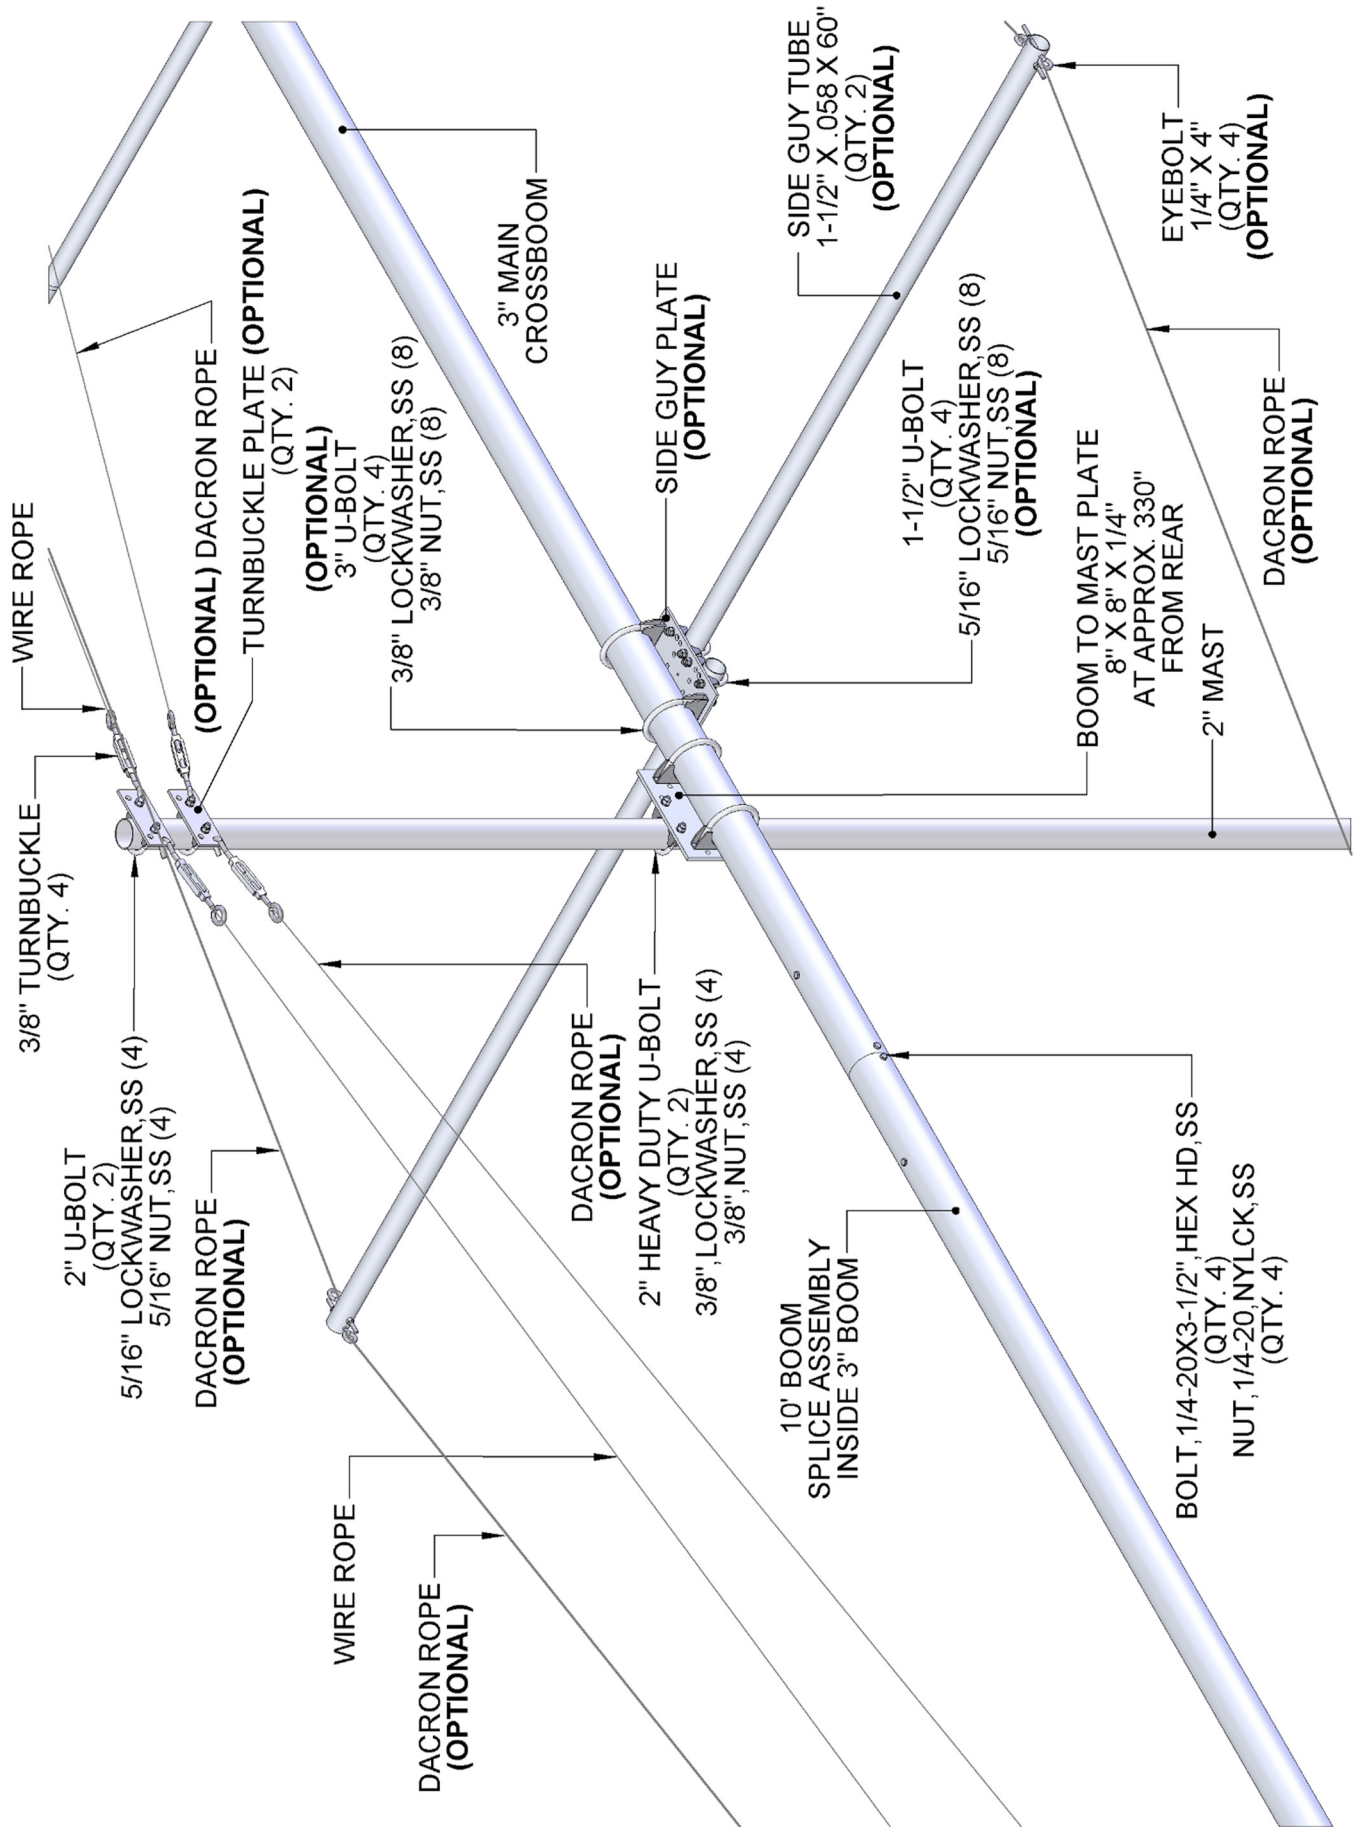 WIRE ROPE
3/8" TURNBUCKLE
(QTY. 4)
2" U-BOLT
(QTY. 2)
5/16" LOCKWASHER,SS (4)
5/16" NUT,SS (4)
DACRON ROPE
(OPTIONAL)
(OPTIONAL) DACRON ROPE
TURNBUCKLE PLATE (OPTIONAL)
(QTY. 2)
(OPTIONAL)
3" U-BOLT
(QTY. 4)
3/8" LOCKWASHER,SS (8)
3/8" NUT,SS (8)
3" MAIN
CROSSBOOM
WIRE ROPE
DACRON ROPE
(OPTIONAL)
DACRON ROPE
(OPTIONAL)
2" HEAVY DUTY U-BOLT
(QTY. 2)
3/8",LOCKWASHER,SS (4)
3/8",NUT,SS (4)
SIDE GUY PLATE
(OPTIONAL)
SIDE GUY TUBE
1-1/2" X .058 X 60"
(QTY. 2)
(OPTIONAL)
1-1/2" U-BOLT
(QTY. 4)
5/16" LOCKWASHER,SS (8)
5/16" NUT,SS (8)
(OPTIONAL)
10' BOOM
SPLICE ASSEMBLY
INSIDE 3" BOOM
BOOM TO MAST PLATE
8" X 8" X 1/4"
AT APPROX. 330"
FROM REAR
2" MAST
EYEBOLT
1/4" X 4"
(QTY. 4)
(OPTIONAL)
DACRON ROPE
(OPTIONAL)
BOLT,1/4-20X3-1/2",HEX HD,SS
(QTY. 4)
NUT,1/4-20,NYLCK,SS
(QTY. 4)